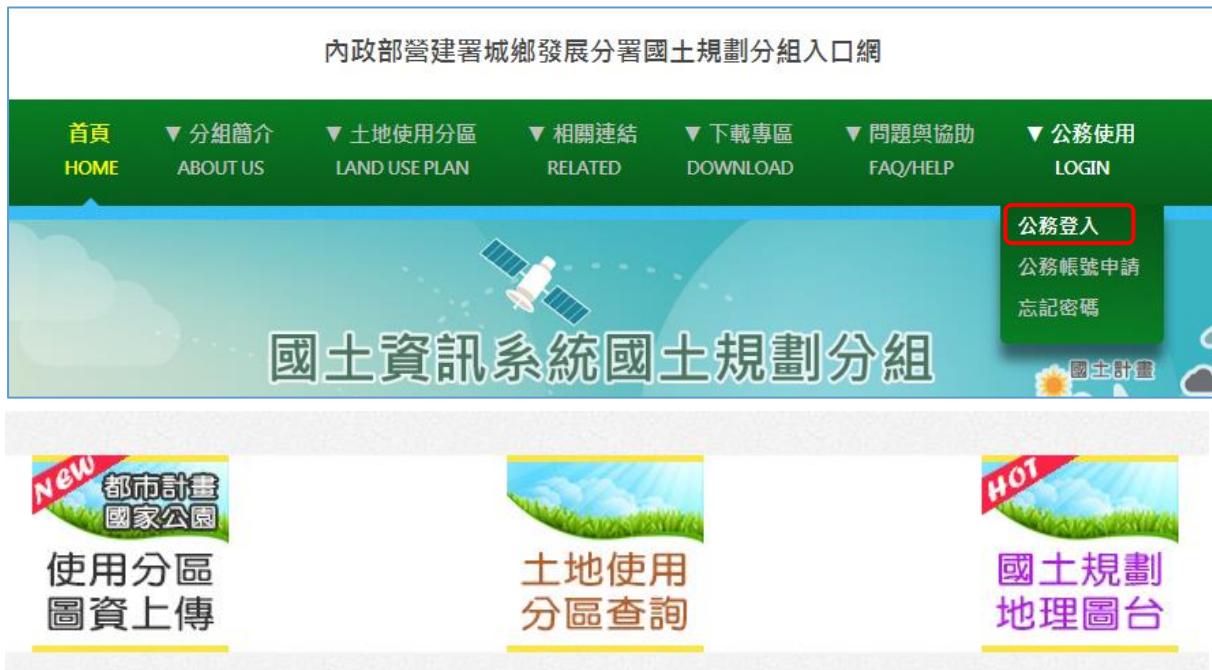 內政部營建署城鄉發展分署國土規劃分組入口網
首頁 ▼ 分組簡介 ▼ 土地使用分區 ▼ 相關連結 ▼ 下載專區 ▼ 問題與協助 ▼ 公務使用
HOME ABOUT US LAND USE PLAN RELATED DOWNLOAD FAQ/HELP LOGIN
公務登入
公務帳號申請
忘記密碼
國土資訊系統國土規劃分組
國土計畫
NEW 都市計畫
國家公園
使用分區
圖資上傳
土地使用
分區查詢
HOT
國土規劃
地理圖台